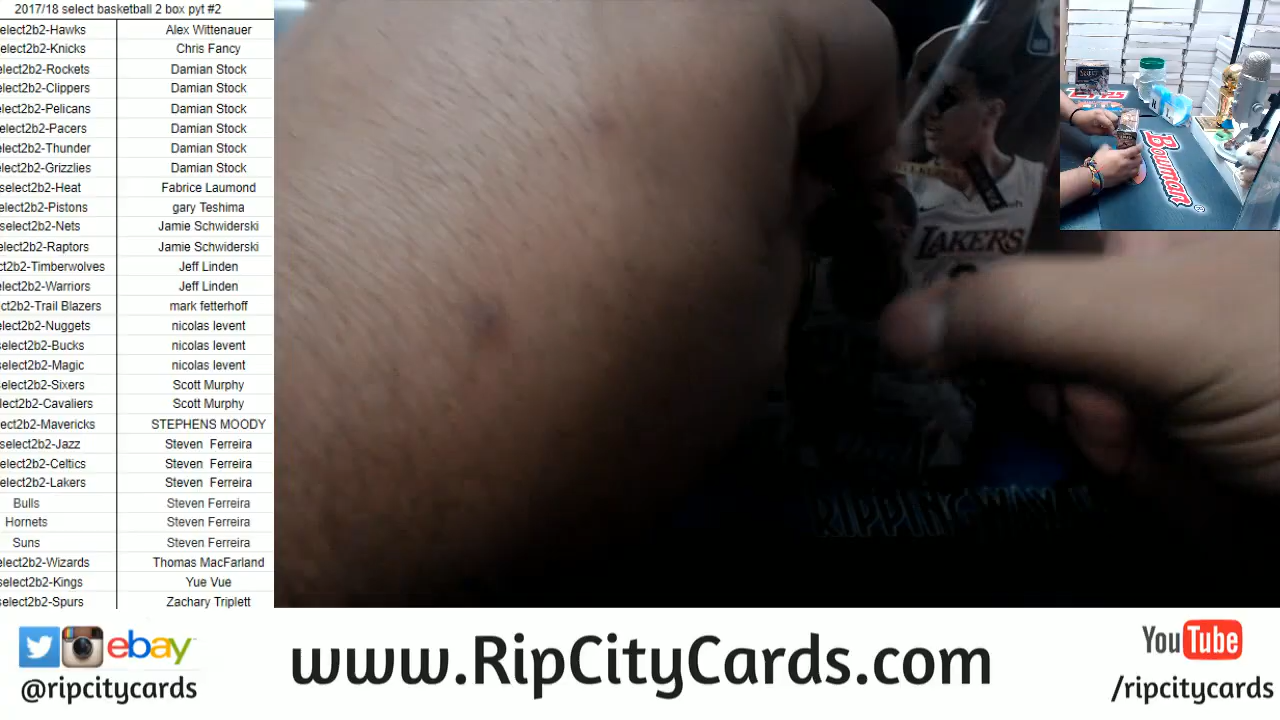 2017/18 select basketball 2 box pyt #2
select2b2-Hawks Alex Wittenauer
elect2b2-Knicks Chris Fancy
elect2b2-Rockets Damian Stock
elect2b2-Clippers Damian Stock
elect2b2-Pelicans Damian Stock
elect2b2-Pacers Damian Stock
elect2b2-Thunder Damian Stock
elect2b2-Grizzlies Damian Stock
select2b2-Heat Fabrice Laumond
elect2b2-Pistons gary Teshima
select2b2-Nets Jamie Schwiderski
elect2b2-Raptors Jamie Schwiderski
ct2b2-Timberwolves Jeff Linden
elect2b2-Warriors Jeff Linden
ct2b2-Trail Blazers mark fetterhoff
elect2b2-Nuggets nicolas levent
elect2b2-Bucks nicolas levent
select2b2-Magic nicolas levent
select2b2-Sixers Scott Murphy
lect2b2-Cavaliers Scott Murphy
ect2b2-Mavericks STEPHENS MOODY
select2b2-Jazz Steven Ferreira
elect2b2-Celtics Steven Ferreira
elect2b2-Lakers Steven Ferreira
Bulls Steven Ferreira
Hornets Steven Ferreira
Suns Steven Ferreira
elect2b2-Wizards Thomas MacFarland
select2b2-Kings Yue Vue
select2b2-Spurs Zachary Triplett
LAKERS
Bowman
ebay
@ripcitycards
www.RipCityCards.com
YouTube
/ripcitycards